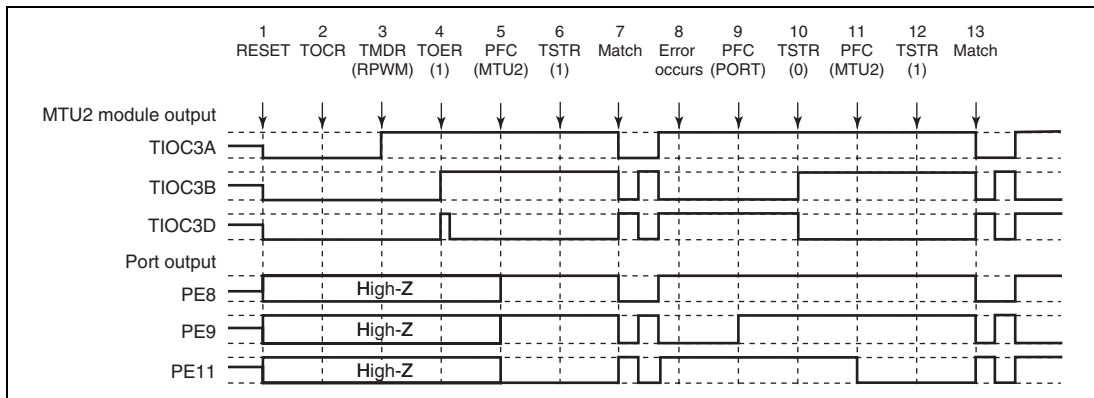 1 2 3 4 5 6 7 8 9 10 11 12 13
RESET TOCR TMDR TOER PFC TSTR Match Error PFC TSTR PFC TSTR Match
(RPWM) (1) (MTU2) (1) occurs (PORT) (0) (MTU2) (1)
MTU2 module output
TIOC3A
TIOC3B
TIOC3D
Port output
PE8 High-Z
PE9 High-Z
PE11 High-Z